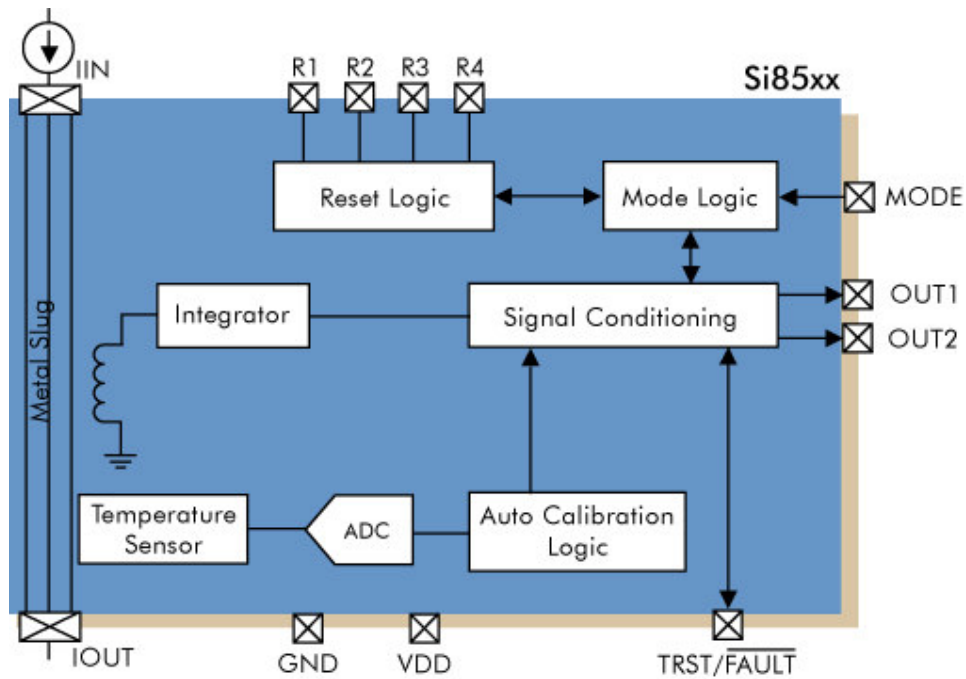 IIN
R1 R2 R3 R4
Si85xx
Reset Logic
Mode Logic
MODE
Metal Slug
Integrator
Signal Conditioning
OUT1
OUT2
Temperature
Sensor
ADC
Auto Calibration
Logic
IOUT
GND
VDD
TRST/FAULT